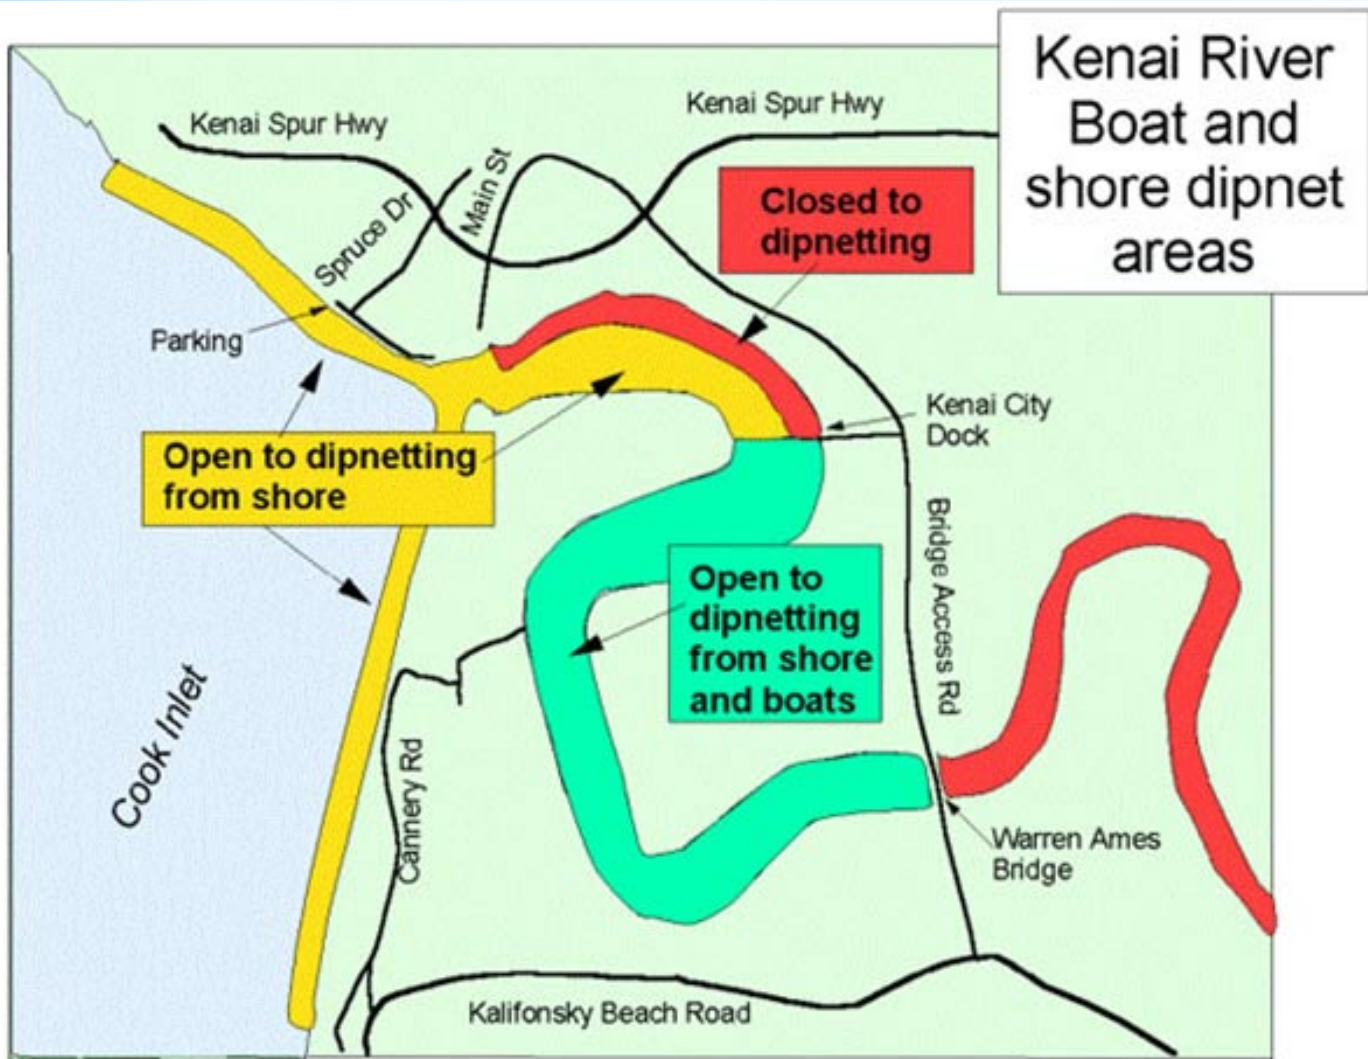 Kenai River
Boat and
shore dipnet
areas
Kenai Spur Hwy
Kenai Spur Hwy
Main St
Spruce Dr
Closed to
dipnetting
Parking
Kenai City
Dock
Open to dipnetting
from shore
Bridge Access Rd
Open to
dipnetting
from shore
and boats
Cook Inlet
Cannery Rd
Warren Ames
Bridge
Kalifonsky Beach Road